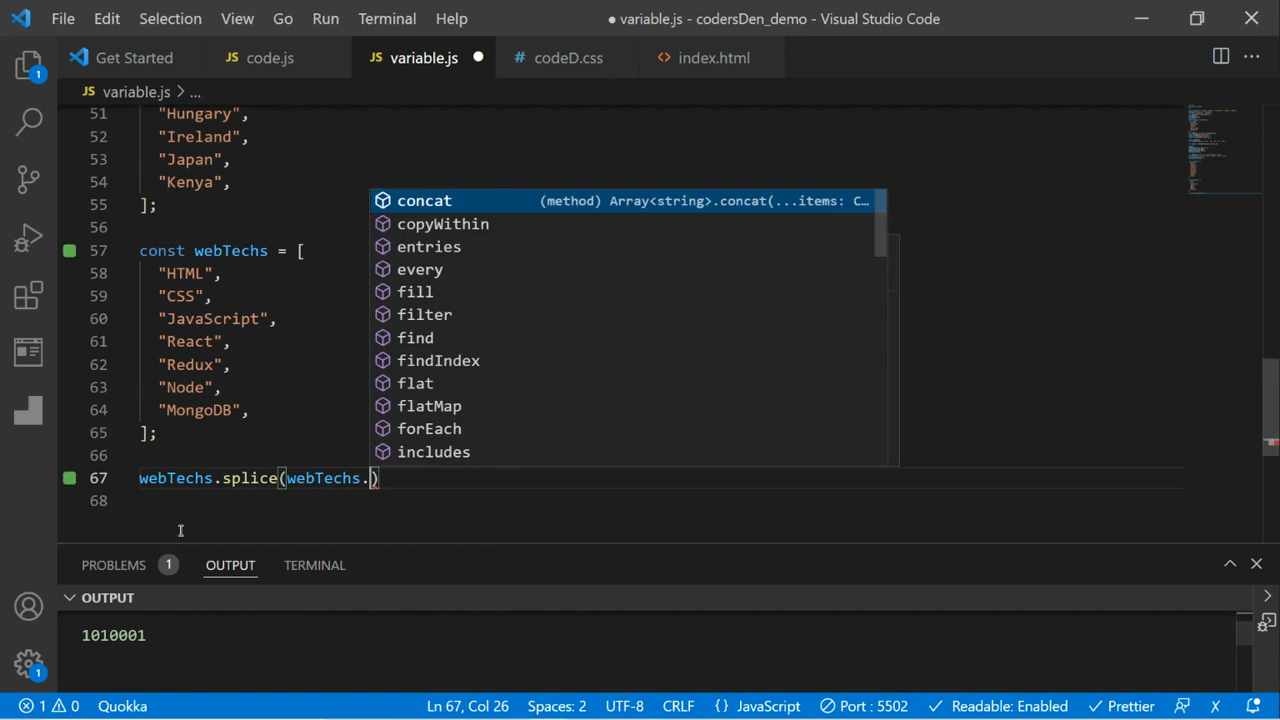 File Edit Selection View Go Run Terminal Help ● variable.js - codersDen_demo - Visual Studio Code
Get Started JS code.js JS variable.js # codeD.css <> index.html ...
JS variable.js > ...
51 "Hungary",
52 "Ireland",
53 "Japan",
54 "Kenya",
55 ];
56
57 const webTechs = [
58 "HTML",
59 "CSS",
60 "JavaScript",
61 "React",
62 "Redux",
63 "Node",
64 "MongoDB",
65 ];
66
67 webTechs.splice(webTechs.)
68
concat (method) Array<string>.concat(...items: C…
copyWithin
entries
every
fill
filter
find
findIndex
flat
flatMap
forEach
includes
1
PROBLEMS 1 OUTPUT TERMINAL
OUTPUT
1010001
1
1 0 Quokka Ln 67, Col 26 Spaces: 2 UTF-8 CRLF {} JavaScript Port : 5502 Readable: Enabled Prettier X